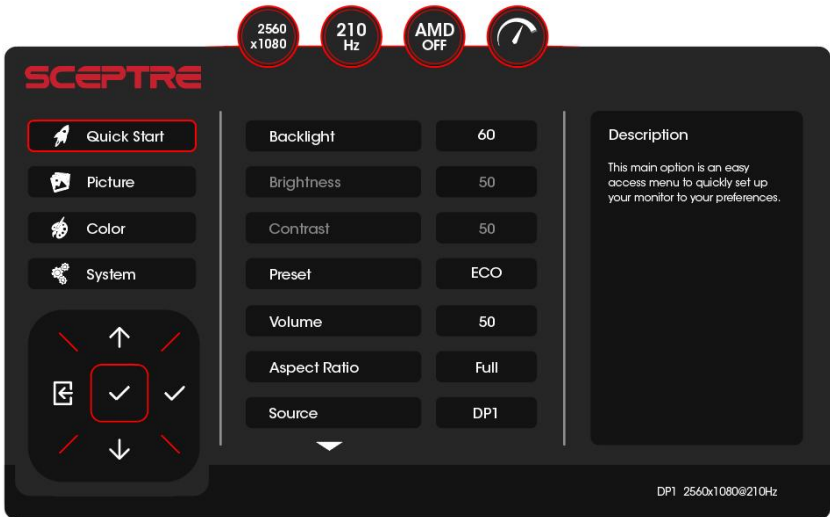 2560
x1080
210
Hz
AMD
OFF
SCEPTRE
Quick Start
Picture
Color
System
Backlight 60
Brightness 50
Contrast 50
Preset ECO
Volume 50
Aspect Ratio Full
Source DP1
Description
This main option is an easy
access menu to quickly set up
your monitor to your preferences.
DP1 2560x1080@210Hz